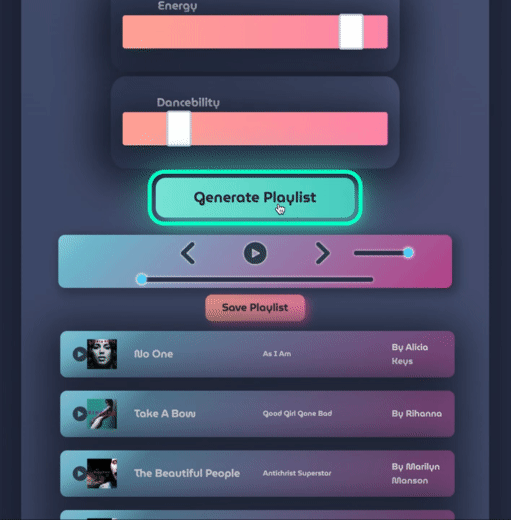 Energy
Dancebility
Generate Playlist
Save Playlist
No One
As I Am
By Alicia
Keys
Take A Bow
Good Girl Gone Bad
By Rihanna
The Beautiful People
Antichrist Superstar
By Marilyn
Manson